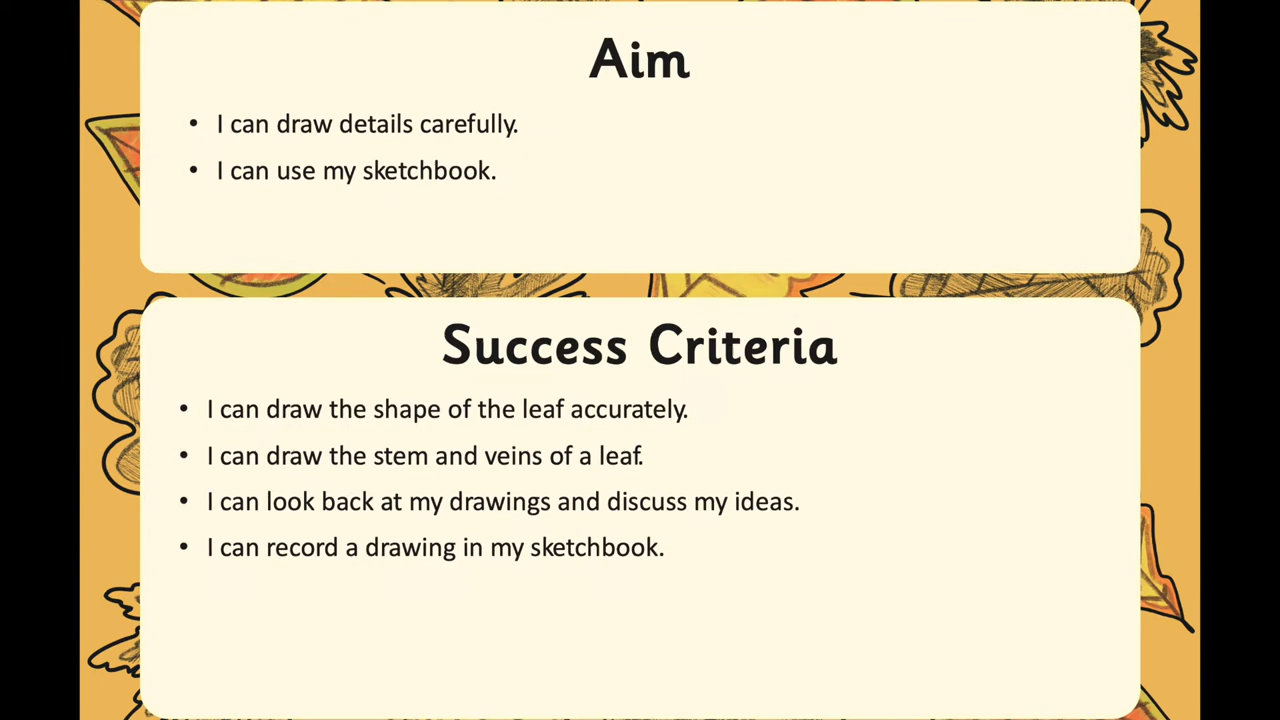 Aim
• I can draw details carefully.
• I can use my sketchbook.
Success Criteria
• I can draw the shape of the leaf accurately.
• I can draw the stem and veins of a leaf.
• I can look back at my drawings and discuss my ideas.
• I can record a drawing in my sketchbook.